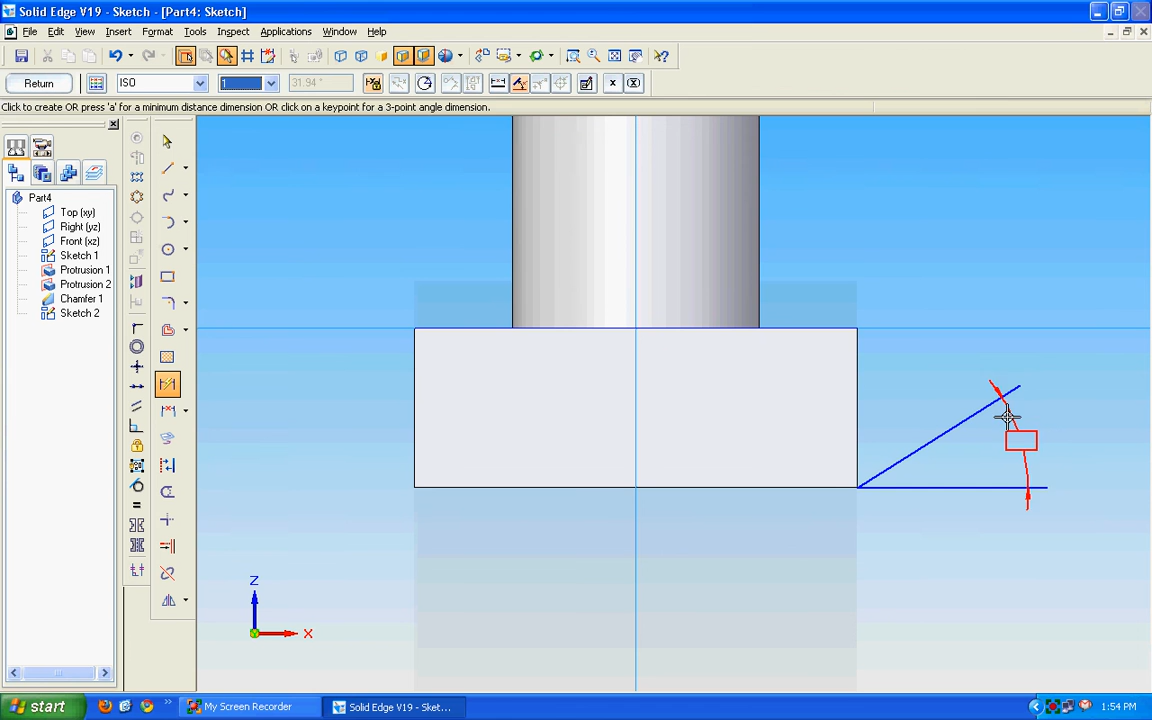 Solid Edge V19 - Sketch - [Part4: Sketch]
File Edit View Insert Format Tools Inspect Applications Window Help
Return ISO 1 31.94 °
Click to create OR press 'a' for a minimum distance dimension OR click on a keypoint for a 3-point angle dimension.
Part4
Top (xy)
Right (yz)
Front (xz)
Sketch 1
Protrusion 1
Protrusion 2
Chamfer 1
Sketch 2
Z
X
start My Screen Recorder Solid Edge V19 - Sket... 1:54 PM